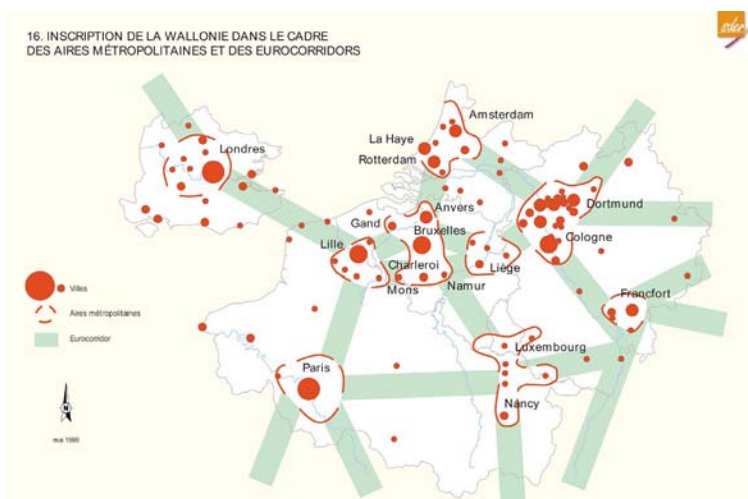 16. INSCRIPTION DE LA WALLONIE DANS LE CADRE
DES AIRES MÉTROPOLITAINES ET DES EUROCORRIDORS
sder
Amsterdam
La Haye
Rotterdam
Londres
Dortmund
Anvers
Gand
Bruxelles
Cologne
Lille
Charleroi
Liège
Mons
Namur
Francfort
Villes
Aires métropolitaines
Eurocorridor
Luxembourg
Paris
Nancy
N
mai 1999